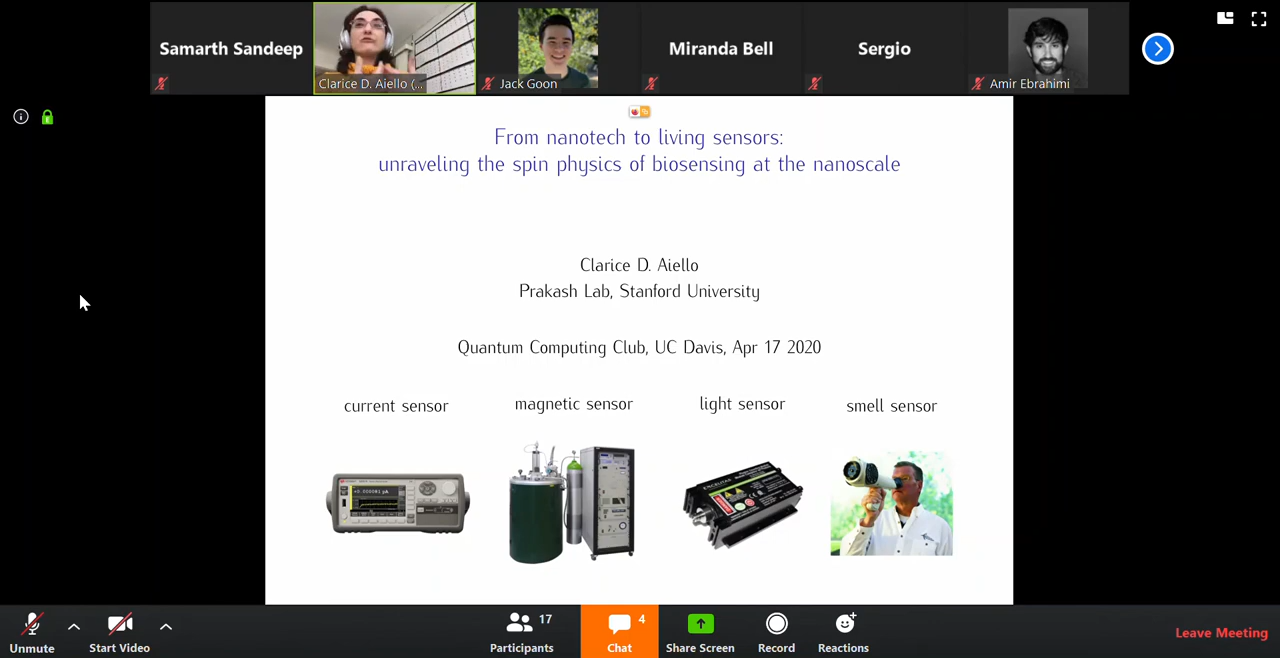 Samarth Sandeep
Clarice D. Aiello (...
Jack Goon
Miranda Bell
Sergio
Amir Ebrahimi
From nanotech to living sensors:
unraveling the spin physics of biosensing at the nanoscale
Clarice D. Aiello
Prakash Lab, Stanford University
Quantum Computing Club, UC Davis, Apr 17 2020
current sensor
magnetic sensor
light sensor
smell sensor
Unmute
Start Video
Participants
17
Chat
4
Share Screen
Record
Reactions
Leave Meeting